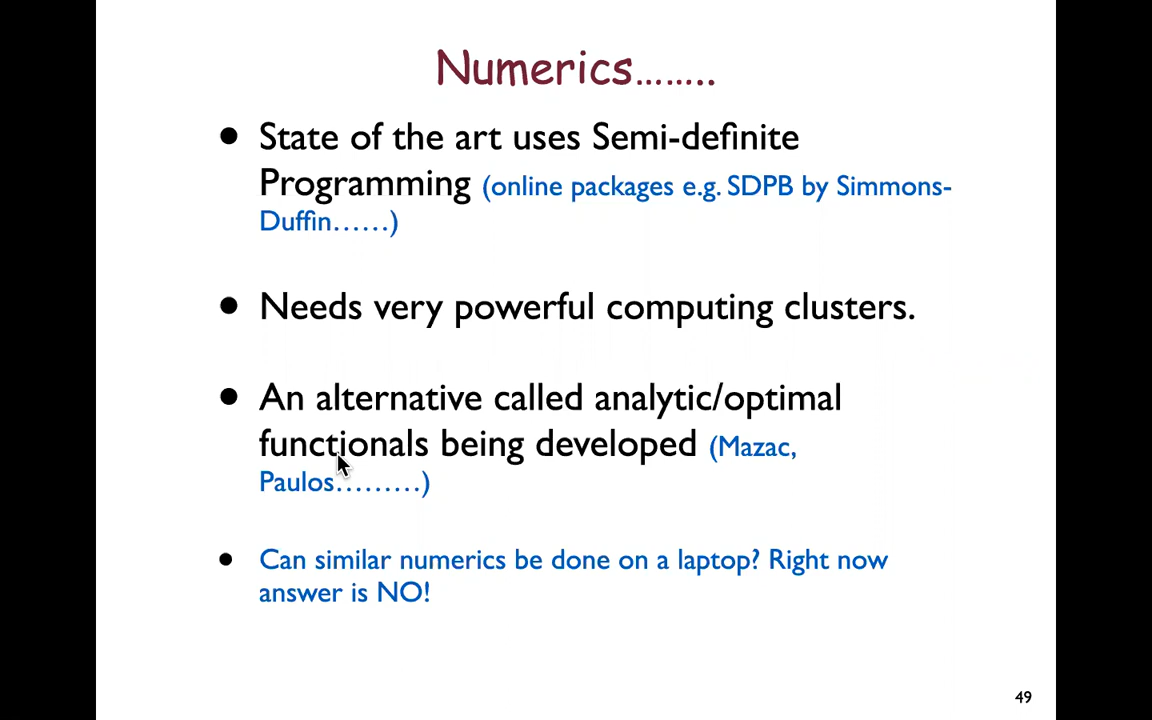 Numerics……..
• State of the art uses Semi-definite
Programming (online packages e.g. SDPB by Simmons-
Duffin……)
• Needs very powerful computing clusters.
• An alternative called analytic/optimal
functionals being developed (Mazac,
Paulos………)
• Can similar numerics be done on a laptop? Right now
answer is NO!
49